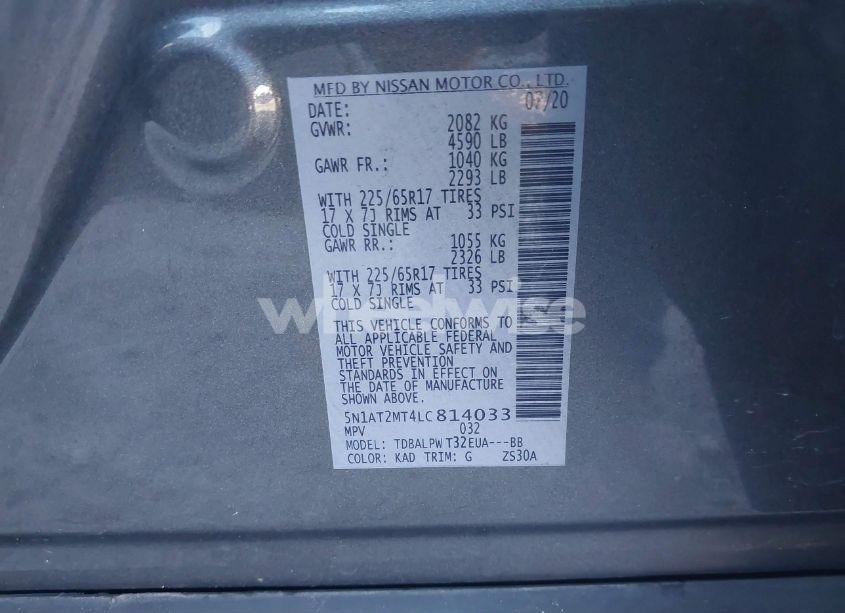 MFD BY NISSAN MOTOR CO., LTD.
DATE: 07/20
GVWR: 2082 KG
4590 LB
GAWR FR.: 1040 KG
2293 LB
WITH 225/65R17 TIRES
17 X 7J RIMS AT 33 PSI
COLD SINGLE
GAWR RR.: 1055 KG
2326 LB
WITH 225/65R17 TIRES
17 X 7J RIMS AT 33 PSI
COLD SINGLE
wheelwise
THIS VEHICLE CONFORMS TO
ALL APPLICABLE FEDERAL
MOTOR VEHICLE SAFETY AND
THEFT PREVENTION
STANDARDS IN EFFECT ON
THE DATE OF MANUFACTURE
SHOWN ABOVE.
5N1AT2MT4LC814033
MPV 032
MODEL: TDBALPW T32EUA---BB
COLOR: KAD TRIM: G ZS30A